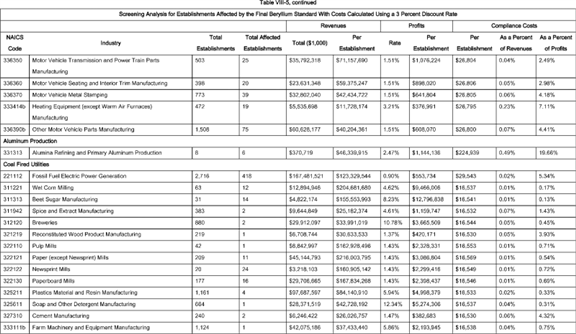 Table VIII-5, continued
Screening Analysis for Establishments Affected by the Final Beryllium Standard With Costs Calculated Using a 3 Percent Discount Rate
Revenues Profits Compliance Costs
NAICS Code Industry Total Establishments Total Affected Establishments Total ($1,000) Per Establishment Rate Per Establishment Per Establishment As a Percent of Revenues As a Percent of Profits
336350 Motor Vehicle Transmission and Power Train Parts Manufacturing 503 25 $35,792,318 $71,157,690 1.51% $1,076,224 $26,804 0.04% 2.49%
336360 Motor Vehicle Seating and Interior Trim Manufacturing 398 20 $23,631,348 $59,375,247 1.51% $898,020 $26,806 0.05% 2.98%
336370 Motor Vehicle Metal Stamping 773 39 $32,802,040 $42,434,722 1.51% $641,804 $26,805 0.06% 4.18%
333414b Heating Equipment (except Warm Air Furnaces) Manufacturing 472 19 $5,535,698 $11,728,174 3.21% $376,991 $26,795 0.23% 7.11%
336390b Other Motor Vehicle Parts Manufacturing 1,508 75 $60,628,177 $40,204,361 1.51% $608,070 $26,800 0.07% 4.41%
Aluminum Production
331313 Alumina Refining and Primary Aluminum Production 8 6 $370,719 $46,339,915 2.47% $1,144,136 $224,939 0.49% 19.66%
Coal Fired Utilities
221112 Fossil Fuel Electric Power Generation 2,716 418 $167,481,521 $123,329,544 0.90% $553,734 $29,543 0.02% 5.34%
311221 Wet Corn Milling 63 12 $12,894,946 $204,681,680 4.62% $9,466,006 $16,537 0.01% 0.17%
311313 Beet Sugar Manufacturing 31 14 $4,822,174 $155,553,993 8.23% $12,796,838 $16,541 0.01% 0.13%
311942 Spice and Extract Manufacturing 383 2 $9,644,849 $25,182,374 4.61% $1,159,747 $16,532 0.07% 1.43%
312120 Breweries 880 2 $29,912,097 $33,991,019 10.78% $3,665,509 $16,544 0.05% 0.45%
321219 Reconstituted Wood Product Manufacturing 219 1 $6,708,744 $30,633,533 1.37% $420,171 $16,530 0.05% 3.93%
322110 Pulp Mills 42 1 $6,842,997 $162,928,498 1.43% $2,328,331 $16,553 0.01% 0.71%
322121 Paper (except Newsprint) Mills 209 11 $45,144,793 $216,003,795 1.43% $3,086,804 $16,569 0.01% 0.54%
322122 Newsprint Mills 20 24 $3,218,103 $160,905,142 1.43% $2,299,416 $16,549 0.01% 0.72%
322130 Paperboard Mills 177 16 $29,706,665 $167,834,268 1.43% $2,398,437 $16,546 0.01% 0.69%
325211 Plastics Material and Resin Manufacturing 1,161 4 $97,687,597 $84,140,910 5.94% $4,998,379 $16,533 0.02% 0.33%
325611 Soap and Other Detergent Manufacturing 664 1 $28,371,519 $42,728,192 12.34% $5,274,306 $16,537 0.04% 0.31%
327310 Cement Manufacturing 240 2 $6,246,422 $26,026,757 1.47% $382,683 $16,530 0.06% 4.32%
333111b Farm Machinery and Equipment Manufacturing 1,124 1 $42,075,186 $37,433,440 5.86% $2,193,945 $16,538 0.04% 0.75%